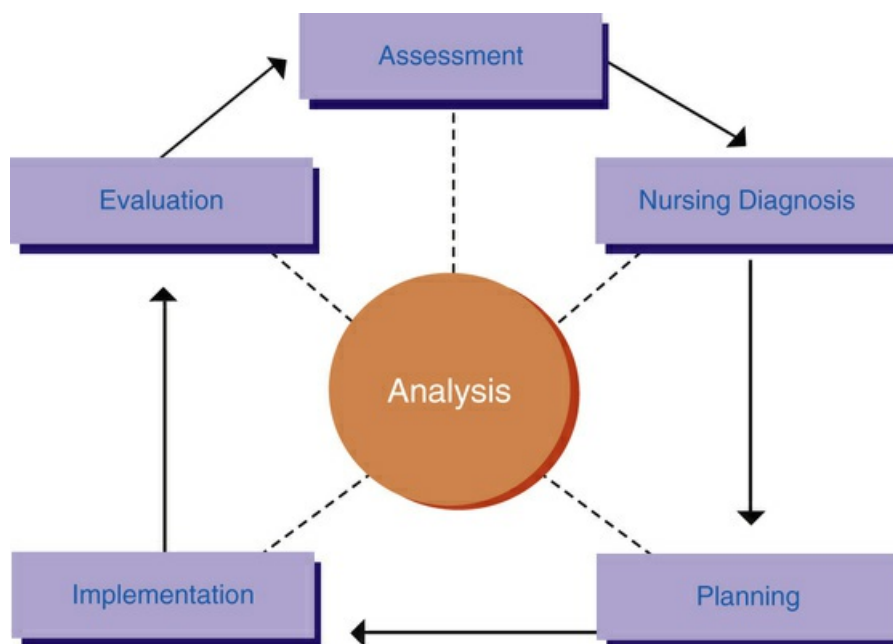 Assessment
Evaluation
Nursing Diagnosis
Analysis
Implementation
Planning